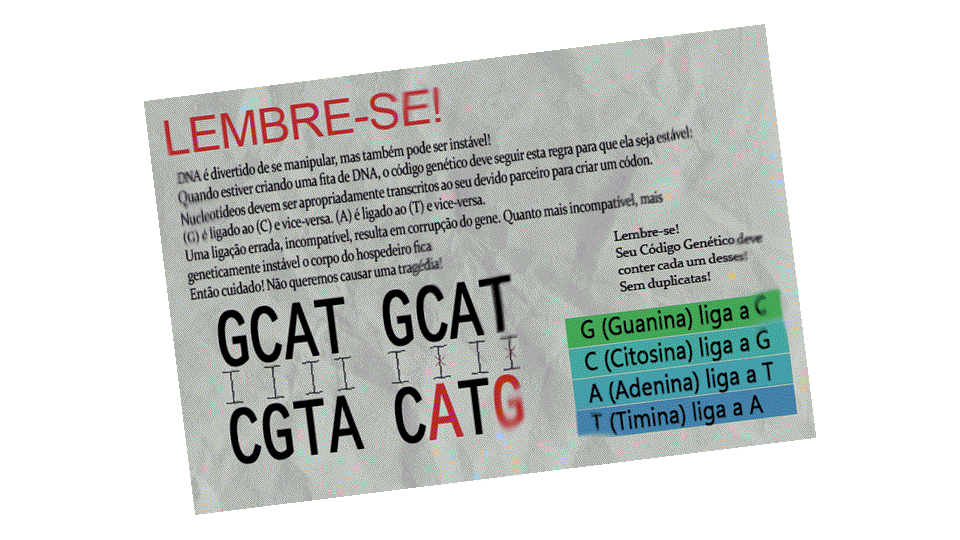 LEMBRE-SE!
DNA é divertido de se manipular, mas também pode ser instável!
Quando estiver criando uma fita de DNA, o código genético deve seguir esta regra para que ela seja estável:
Nucleotídeos devem ser apropriadamente transcritos ao seu devido parceiro para criar um códon.
(G) é ligado ao (C) e vice-versa. (A) é ligado ao (T) e vice-versa.
Uma ligação errada, incompatível, resulta em corrupção do gene. Quanto mais incompatível, mais
geneticamente instável o corpo do hospedeiro fica
Então cuidado! Não queremos causar uma tragédia!
Lembre-se!
Seu Código Genético deve
conter cada um desses!
Sem duplicatas!
GCAT GCAT
CGTA CATG
G (Guanina) liga a C
C (Citosina) liga a G
A (Adenina) liga a T
T (Timina) liga a A